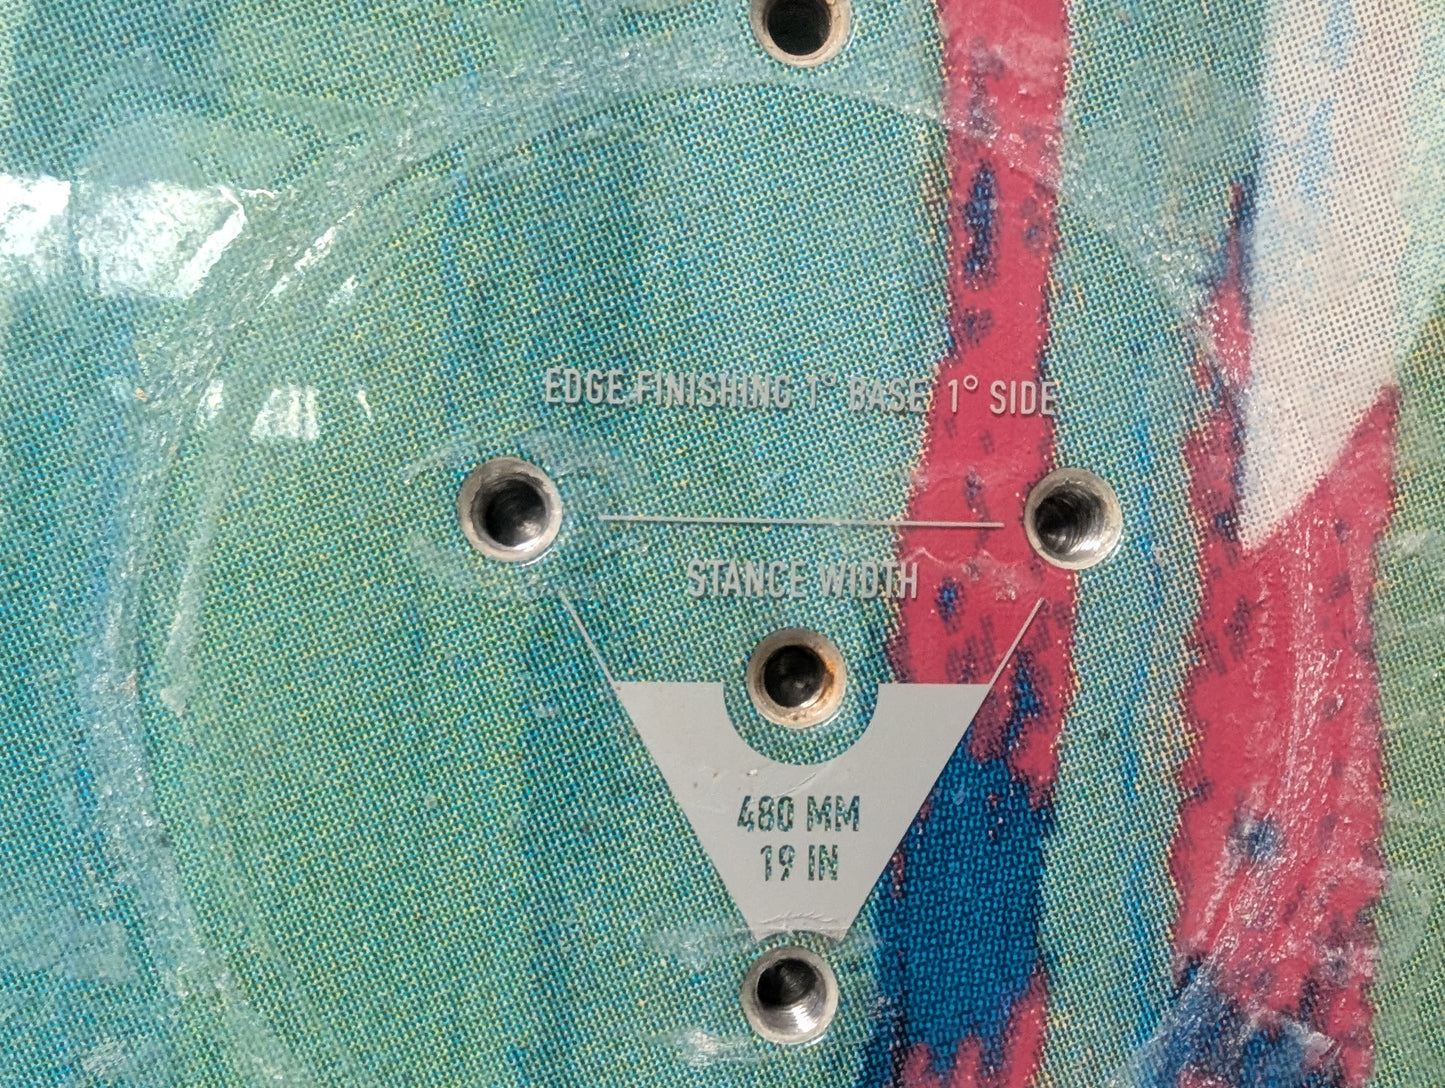 EDGE FINISHING 1° BASE 1° SIDE
STANCE WIDTH
480 MM
19 IN